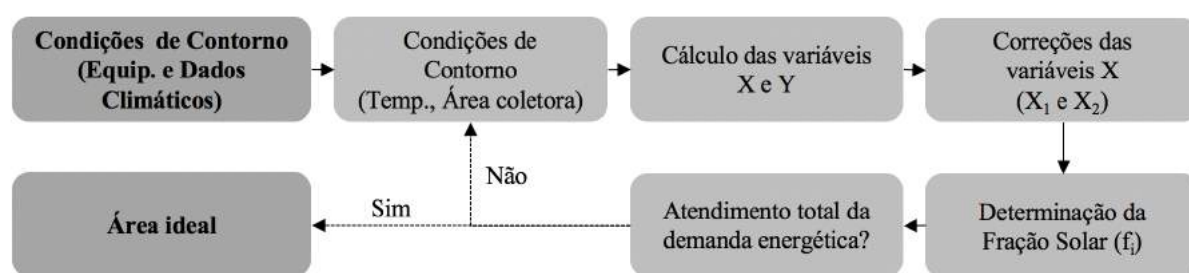 Condições de Contorno
(Equip. e Dados
Climáticos)
Condições de
Contorno
(Temp., Área coletora)
Cálculo das variáveis
X e Y
Correções das
variáveis X
(X₁ e X₂)
Não
Sim
Área ideal
Atendimento total da
demanda energética?
Determinação da
Fração Solar (fᵢ)